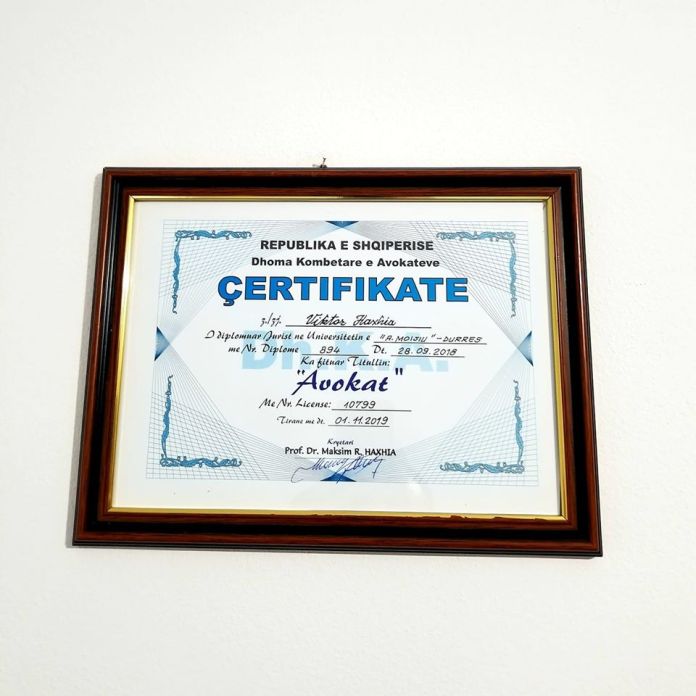 REPUBLIKA E SHQIPERISE
Dhoma Kombetare e Avokateve
ÇERTIFIKATE
z./zj. Viktor Haxhia
I diplomuar Jurist ne Universitetin e "A. MOISIU" - DURRES
me Nr. Diplome 894 Dt. 28.09.2018
Ka fituar Titullin:
"Avokat"
Me Nr. License: 10799
Tirane me dt. 01.11.2019
Kryetari
Prof. Dr. Maksim R. HAXHIA